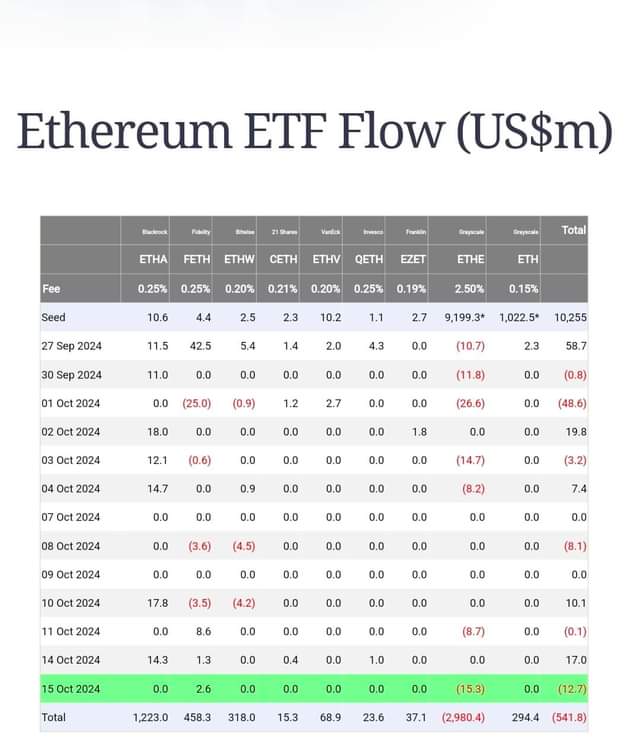 Ethereum ETF Flow (US$m)
Blackrock Fidelity Bitwise 21 Shares VanEck Invesco Franklin Grayscale Grayscale Total
ETHA FETH ETHW CETH ETHV QETH EZET ETHE ETH
Fee 0.25% 0.25% 0.20% 0.21% 0.20% 0.25% 0.19% 2.50% 0.15%
Seed 10.6 4.4 2.5 2.3 10.2 1.1 2.7 9,199.3* 1,022.5* 10,255
27 Sep 2024 11.5 42.5 5.4 1.4 2.0 4.3 0.0 (10.7) 2.3 58.7
30 Sep 2024 11.0 0.0 0.0 0.0 0.0 0.0 0.0 (11.8) 0.0 (0.8)
01 Oct 2024 0.0 (25.0) (0.9) 1.2 2.7 0.0 0.0 (26.6) 0.0 (48.6)
02 Oct 2024 18.0 0.0 0.0 0.0 0.0 0.0 1.8 0.0 0.0 19.8
03 Oct 2024 12.1 (0.6) 0.0 0.0 0.0 0.0 0.0 (14.7) 0.0 (3.2)
04 Oct 2024 14.7 0.0 0.9 0.0 0.0 0.0 0.0 (8.2) 0.0 7.4
07 Oct 2024 0.0 0.0 0.0 0.0 0.0 0.0 0.0 0.0 0.0 0.0
08 Oct 2024 0.0 (3.6) (4.5) 0.0 0.0 0.0 0.0 0.0 0.0 (8.1)
09 Oct 2024 0.0 0.0 0.0 0.0 0.0 0.0 0.0 0.0 0.0 0.0
10 Oct 2024 17.8 (3.5) (4.2) 0.0 0.0 0.0 0.0 0.0 0.0 10.1
11 Oct 2024 0.0 8.6 0.0 0.0 0.0 0.0 0.0 (8.7) 0.0 (0.1)
14 Oct 2024 14.3 1.3 0.0 0.4 0.0 1.0 0.0 0.0 0.0 17.0
15 Oct 2024 0.0 2.6 0.0 0.0 0.0 0.0 0.0 (15.3) 0.0 (12.7)
Total 1,223.0 458.3 318.0 15.3 68.9 23.6 37.1 (2,980.4) 294.4 (541.8)